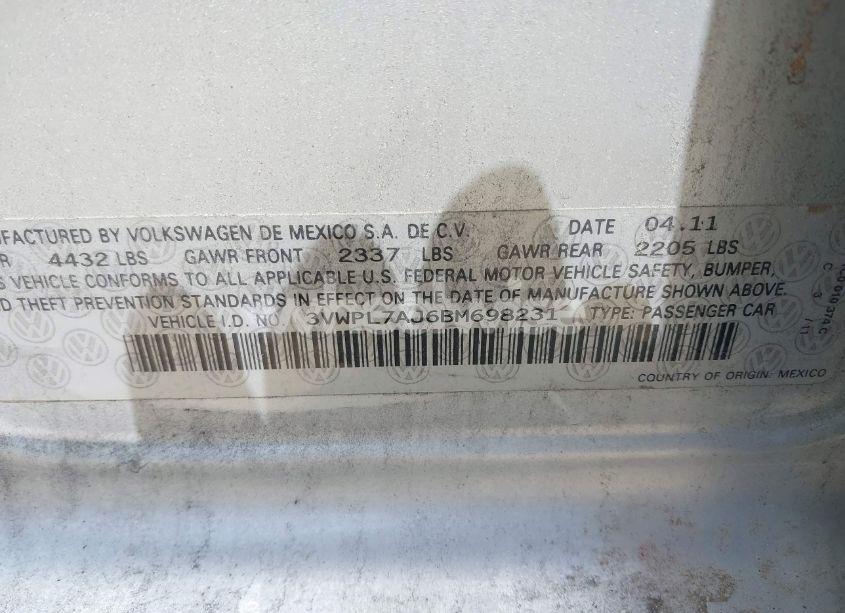 FACTURED BY VOLKSWAGEN DE MEXICO S.A. DE C.V. DATE 04.11
R 4432 LBS GAWR FRONT 2337 LBS GAWR REAR 2205 LBS
S VEHICLE CONFORMS TO ALL APPLICABLE U.S. FEDERAL MOTOR VEHICLE SAFETY, BUMPER,
D THEFT PREVENTION STANDARDS IN EFFECT ON THE DATE OF MANUFACTURE SHOWN ABOVE.
VEHICLE I.D. NO. 3VWPL7AJ6BM698231 TYPE: PASSENGER CAR
COUNTRY OF ORIGIN: MEXICO